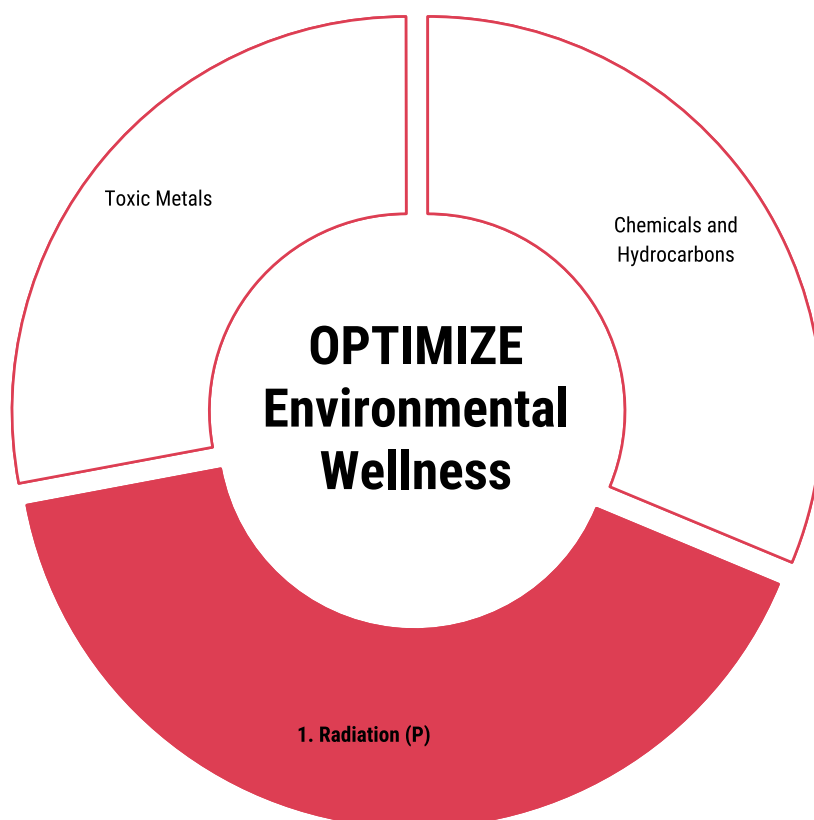 Toxic Metals
Chemicals and
Hydrocarbons
OPTIMIZE
Environmental
Wellness
1. Radiation (P)